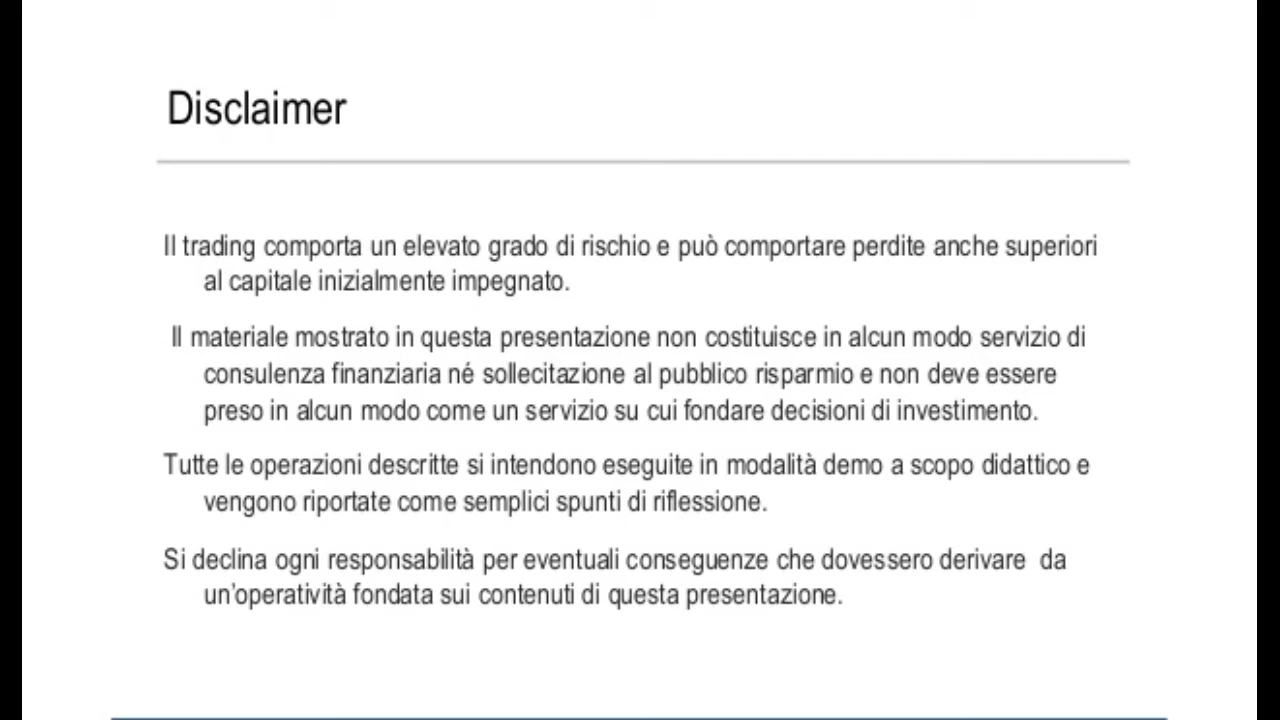 Disclaimer
Il trading comporta un elevato grado di rischio e può comportare perdite anche superiori
al capitale inizialmente impegnato.
Il materiale mostrato in questa presentazione non costituisce in alcun modo servizio di
consulenza finanziaria né sollecitazione al pubblico risparmio e non deve essere
preso in alcun modo come un servizio su cui fondare decisioni di investimento.
Tutte le operazioni descritte si intendono eseguite in modalità demo a scopo didattico e
vengono riportate come semplici spunti di riflessione.
Si declina ogni responsabilità per eventuali conseguenze che dovessero derivare  da
un’operatività fondata sui contenuti di questa presentazione.